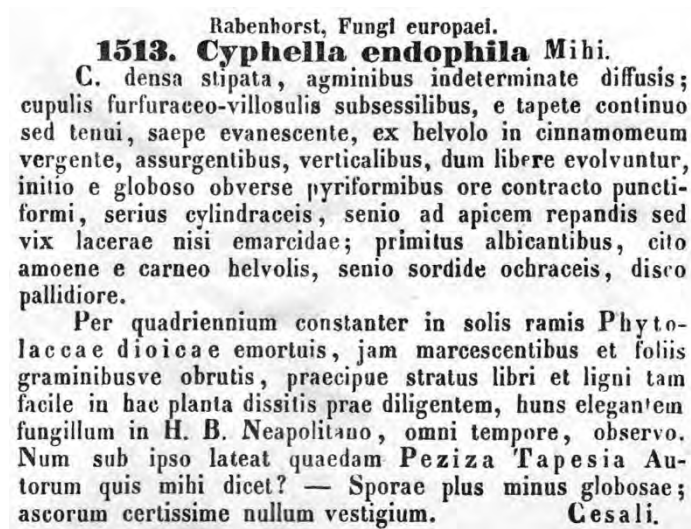 Rabenhorst, Fungi europaei.
1513. Cyphella endophila Mihi.
C. densa stipata, agminibus indeterminate diffusis;
cupulis furfuraceo-villosulis subsessilibus, e tapete continuo
sed tenui, saepe evanescente, ex helvolo in cinnamomeum
vergente, assurgentibus, verticalibus, dum libere evolvuntur,
initio e globoso obverse pyriformibus ore contracto puncti-
formi, serius cylindraceis, senio ad apicem repandis sed
vix lacerae nisi emarcidae; primitus albicantibus, cito
amoene e carneo helvolis, senio sordide ochraceis, disco
pallidiore.
Per quadriennium constanter in solis ramis Phyto-
laccae dioicae emortuis, jam marcescentibus et foliis
graminibusve obrutis, praecipue stratus libri et ligni tam
facile in hac planta dissitis prae diligentem, huns elegantem
fungillum in H. B. Neapolitano, omni tempore, observo.
Num sub ipso lateat quaedam Peziza Tapesia Au-
torum quis mihi dicet? — Sporae plus minus globosae;
ascorum certissime nullum vestigium. Cesali.